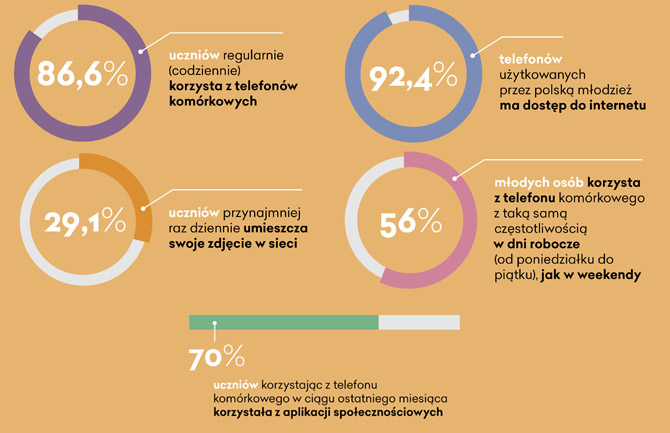 86,6%
uczniów regularnie
(codziennie)
korzysta z telefonów
komórkowych
92,4%
telefonów
użytkowanych
przez polską młodzież
ma dostęp do internetu
29,1%
uczniów przynajmniej
raz dziennie umieszcza
swoje zdjęcie w sieci
56%
młodych osób korzysta
z telefonu komórkowego
z taką samą
częstotliwością
w dni robocze
(od poniedziałku do
piątku), jak w weekendy
70%
uczniów korzystając z telefonu
komórkowego w ciągu ostatniego miesiąca
korzystała z aplikacji społecznościowych